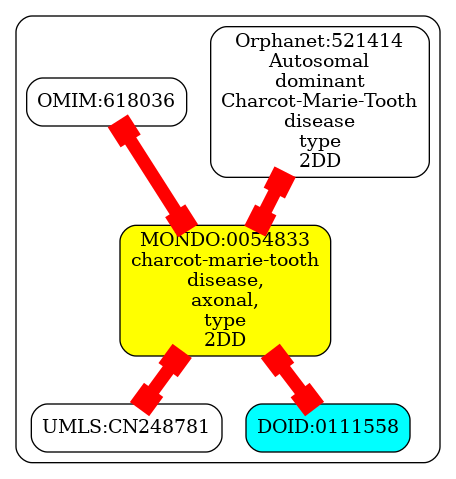 Orphanet:521414
Autosomal
dominant
Charcot-Marie-Tooth
disease
type
2DD
OMIM:618036
MONDO:0054833
charcot-marie-tooth
disease,
axonal,
type
2DD
UMLS:CN248781
DOID:0111558